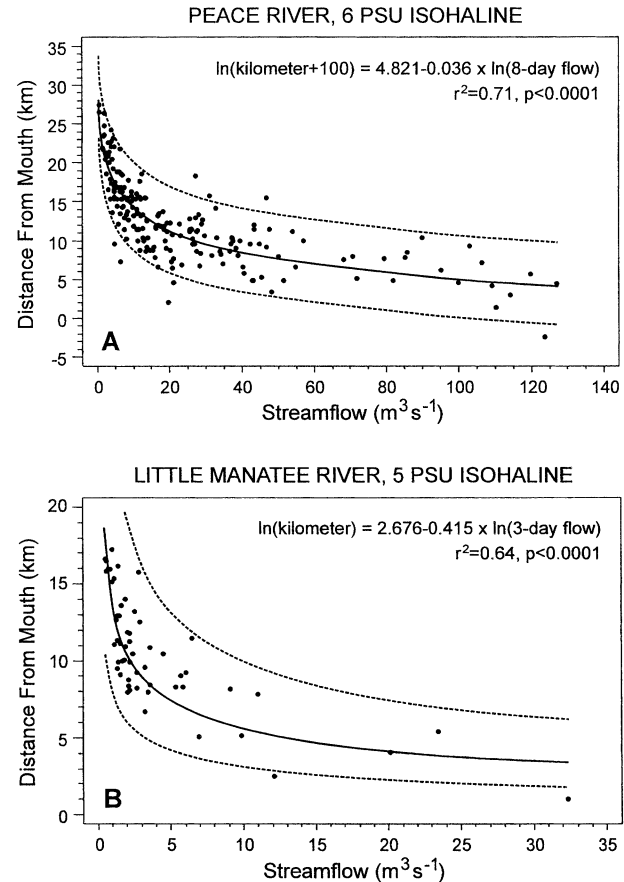 PEACE RIVER, 6 PSU ISOHALINE
ln(kilometer+100) = 4.821-0.036 x ln(8-day flow)
r²=0.71, p<0.0001
Distance From Mouth (km)
35
30
25
20
15
10
5
0
-5
A
0 20 40 60 80 100 120 140
Streamflow (m³s⁻¹)
LITTLE MANATEE RIVER, 5 PSU ISOHALINE
ln(kilometer) = 2.676-0.415 x ln(3-day flow)
r²=0.64, p<0.0001
Distance From Mouth (km)
20
15
10
5
0
B
0 5 10 15 20 25 30 35
Streamflow (m³s⁻¹)